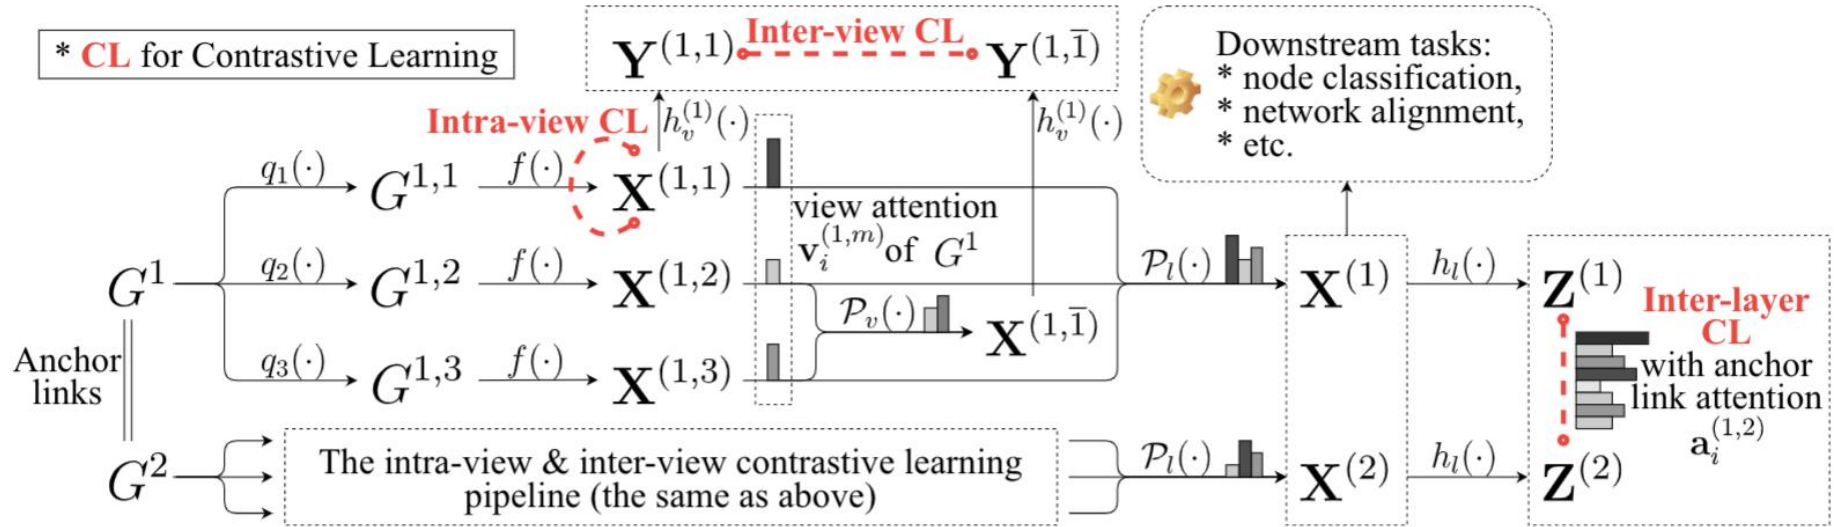 * CL for Contrastive Learning
Y^(1,1)
Inter-view CL
Y^(1,1̄)
Downstream tasks:
* node classification,
* network alignment,
* etc.
Intra-view CL
h_v^(1)(·)
h_v^(1)(·)
q_1(·)
G^{1,1}
f(·)
X^(1,1)
view attention
v_i^(1,m) of G^1
G^1
q_2(·)
G^{1,2}
f(·)
X^(1,2)
P_l(·)
X^(1)
h_l(·)
Z^(1)
P_v(·)
X^(1,1̄)
Inter-layer
CL
with anchor
link attention
a_i^(1,2)
Anchor
links
q_3(·)
G^{1,3}
f(·)
X^(1,3)
G^2
The intra-view & inter-view contrastive learning
pipeline (the same as above)
P_l(·)
X^(2)
h_l(·)
Z^(2)